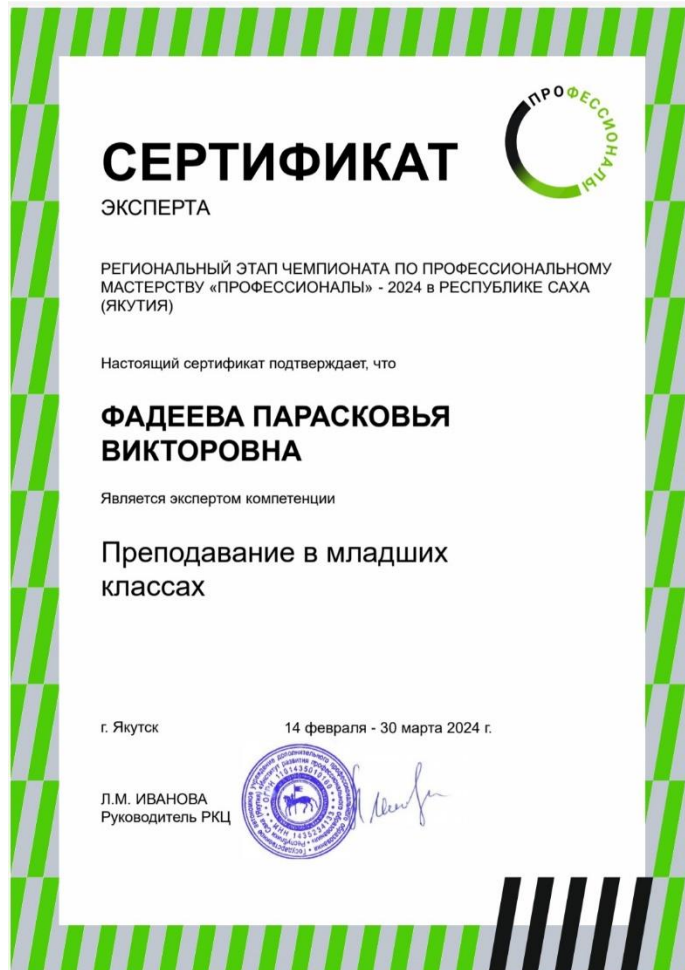 ПРОФЕССИОНАЛЫ
СЕРТИФИКАТ
ЭКСПЕРТА
РЕГИОНАЛЬНЫЙ ЭТАП ЧЕМПИОНАТА ПО ПРОФЕССИОНАЛЬНОМУ
МАСТЕРСТВУ «ПРОФЕССИОНАЛЫ» - 2024 в РЕСПУБЛИКЕ САХА
(ЯКУТИЯ)
Настоящий сертификат подтверждает, что
ФАДЕЕВА ПАРАСКОВЬЯ
ВИКТОРОВНА
Является экспертом компетенции
Преподавание в младших
классах
г. Якутск
14 февраля - 30 марта 2024 г.
Л.М. ИВАНОВА
Руководитель РКЦ